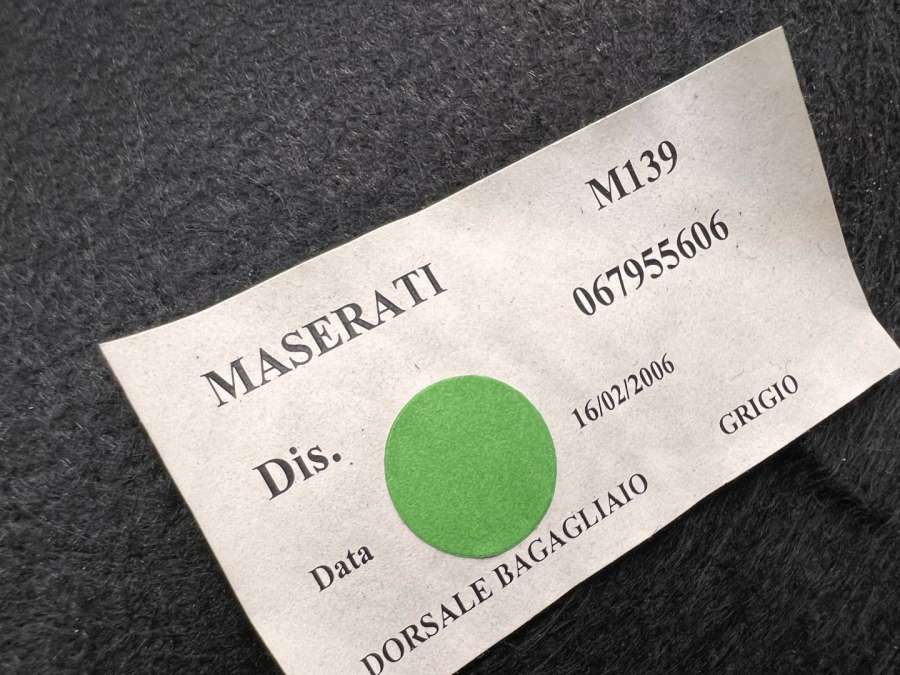 MASERATI M139
Dis. 067955606
Data 16/02/2006
DORSALE BAGAGLIAIO GRIGIO